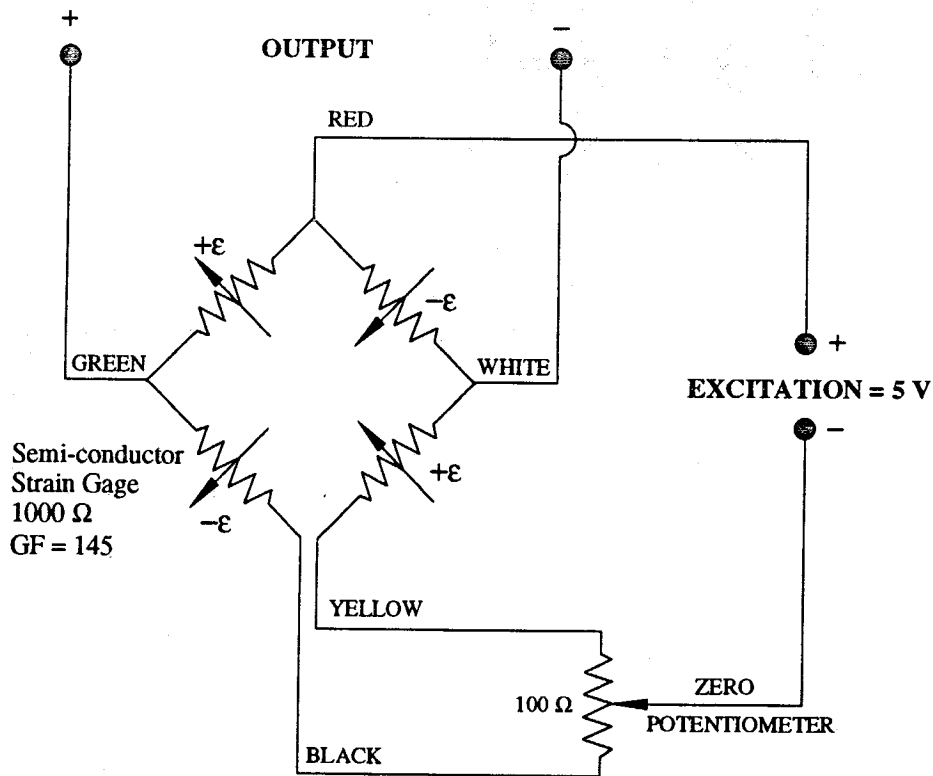 +
OUTPUT
−
RED
+ε
−ε
GREEN
WHITE
+
EXCITATION = 5 V
−
Semi-conductor
Strain Gage
1000 Ω
GF = 145
−ε
+ε
YELLOW
100 Ω
ZERO
POTENTIOMETER
BLACK